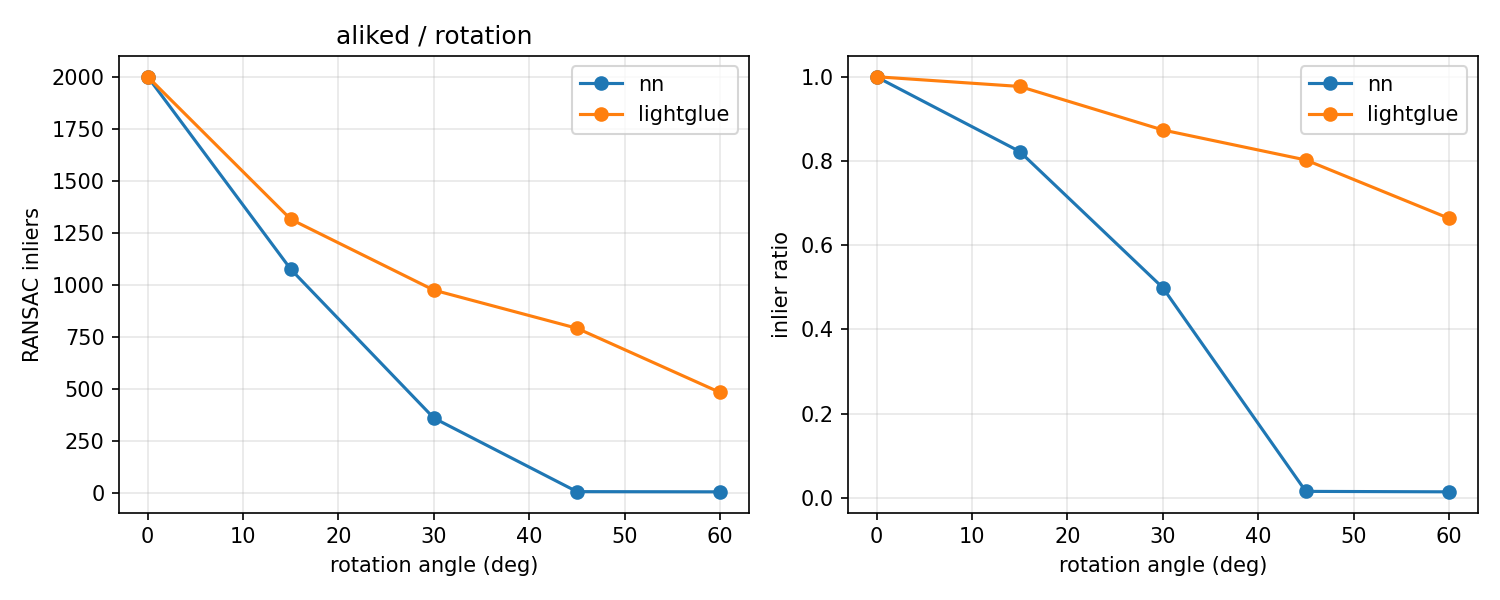 aliked / rotation
RANSAC inliers
2000
1750
1500
1250
1000
750
500
250
0
nn
lightglue
0 10 20 30 40 50 60
rotation angle (deg)
inlier ratio
1.0
0.8
0.6
0.4
0.2
0.0
nn
lightglue
0 10 20 30 40 50 60
rotation angle (deg)